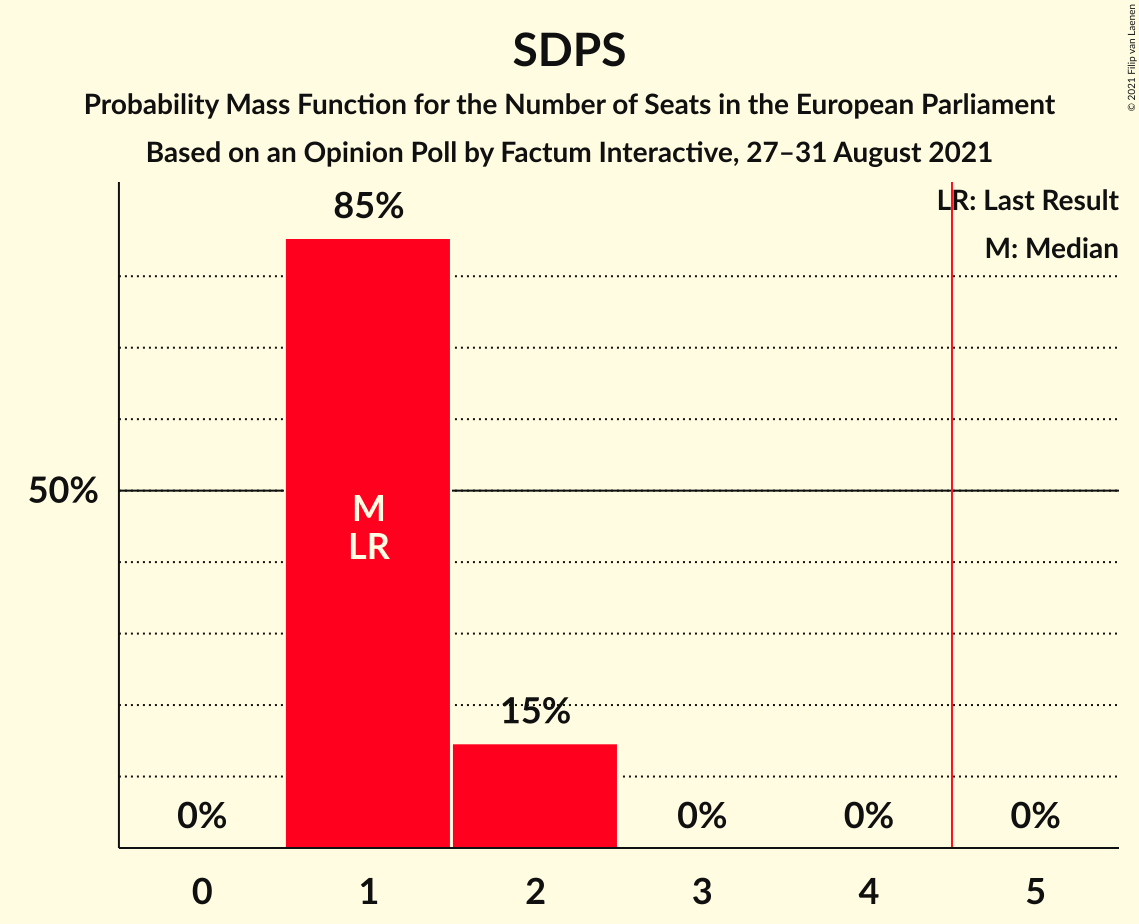 SDPS
Probability Mass Function for the Number of Seats in the European Parliament
Based on an Opinion Poll by Factum Interactive, 27–31 August 2021
© 2021 Filip van Laenen
LR: Last Result
M: Median
85%
50%
M
LR
15%
0%
0%
0%
0%
0
1
2
3
4
5